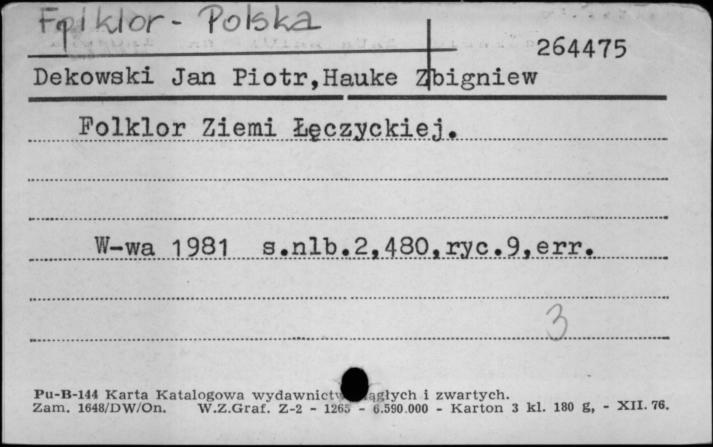 Folklor - Polska
264475
Dekowski Jan Piotr,Hauke Zbigniew
Folklor Ziemi Łęczyckiej.
W-wa 1981 s.nlb.2,480,ryc.9,err.
3
Pu-B-144 Karta Katalogowa wydawnictw ciągłych i zwartych.
Zam. 1648/DW/On. W.Z.Graf. Z-2 - 1265 - 6.590.000 - Karton 3 kl. 180 g, - XII. 76.